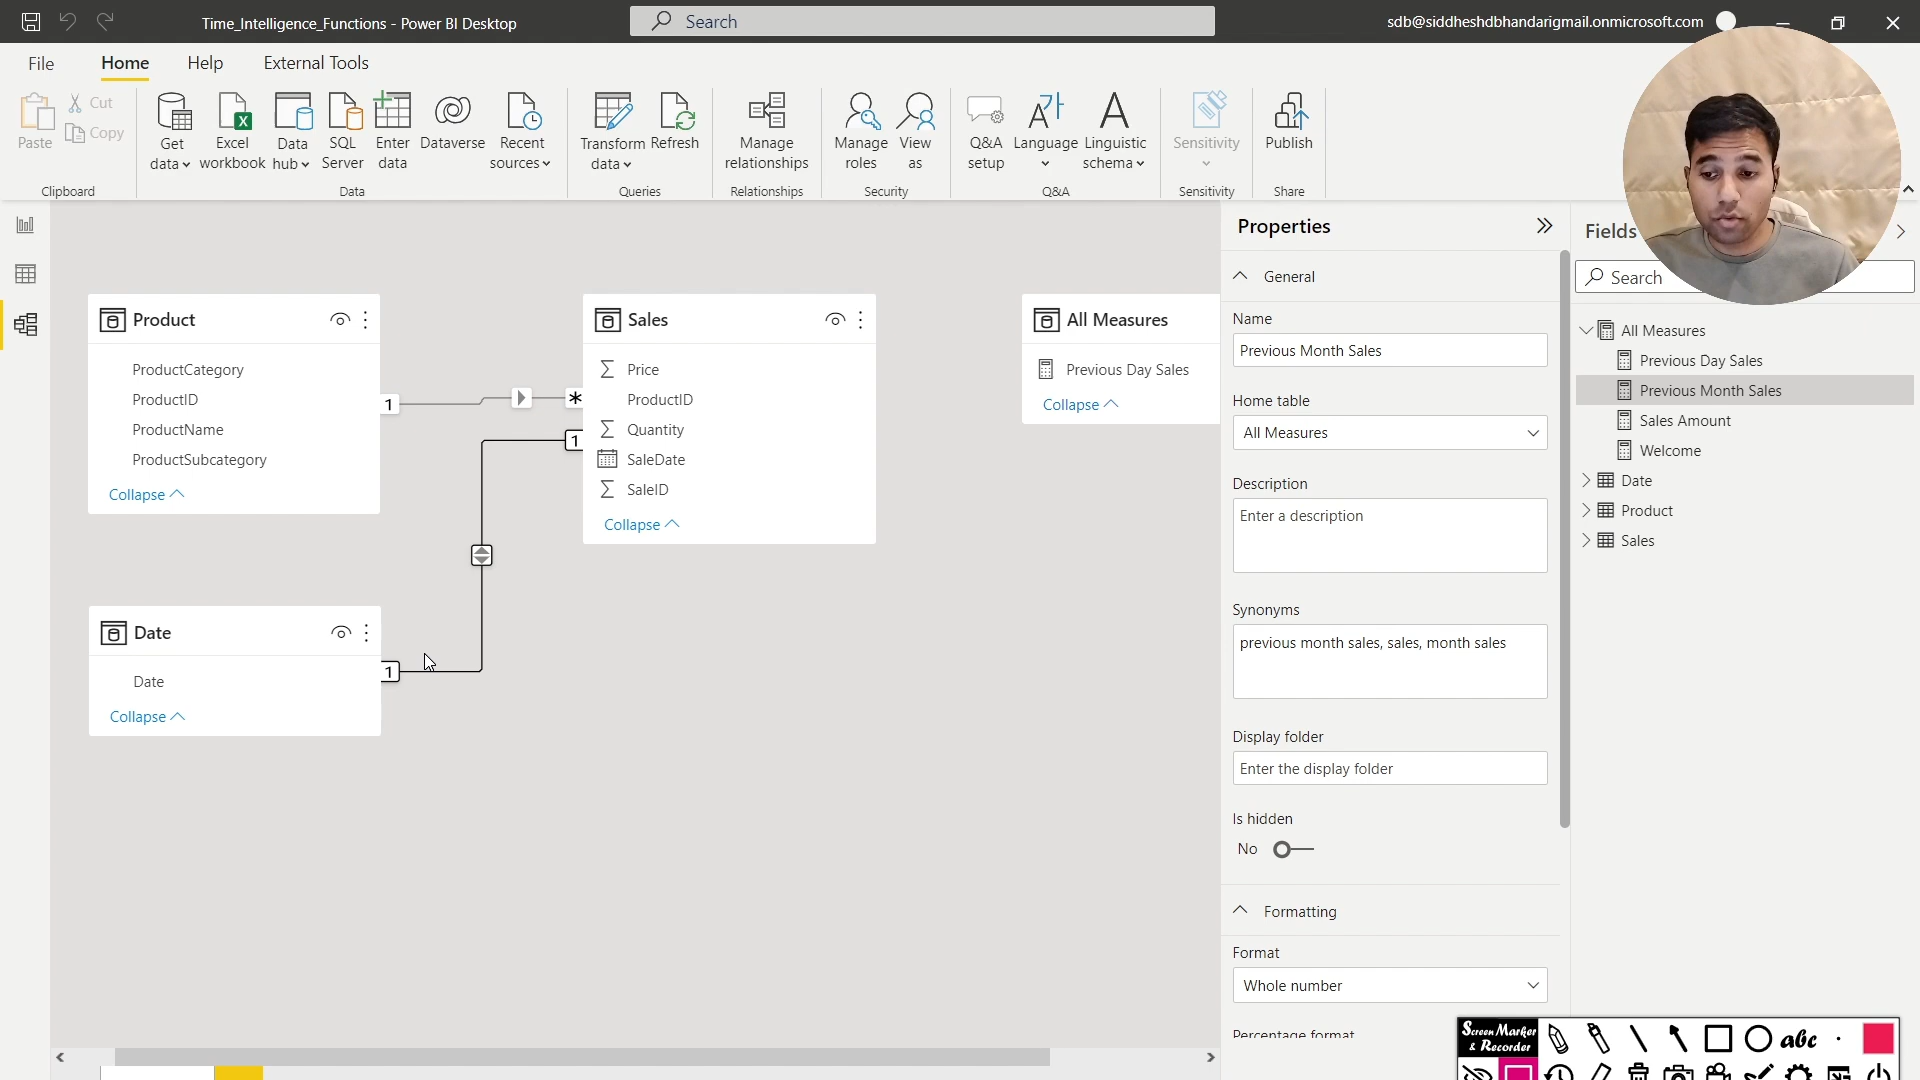 Time_Intelligence_Functions - Power BI Desktop
Search
sdb@siddheshdbhandarigmail.onmicrosoft.com
File
Home
Help
External Tools
Paste
Cut
Copy
Get data
Excel workbook
Data hub
SQL Server
Enter data
Dataverse
Recent sources
Transform data
Refresh
Manage relationships
Manage roles
View as
Q&A setup
Language
Linguistic schema
Sensitivity
Publish
Clipboard
Data
Queries
Relationships
Security
Q&A
Sensitivity
Share
Product
ProductCategory
ProductID
ProductName
ProductSubcategory
Collapse
1
*
1
Sales
Price
ProductID
Quantity
SaleDate
SaleID
Collapse
All Measures
Previous Day Sales
Collapse
Date
Date
Collapse
1
Properties
General
Name
Previous Month Sales
Home table
All Measures
Description
Enter a description
Synonyms
previous month sales, sales, month sales
Display folder
Enter the display folder
Is hidden
No
Formatting
Format
Whole number
Percentage format
Fields
Search
All Measures
Previous Day Sales
Previous Month Sales
Sales Amount
Welcome
Date
Product
Sales
Screen Marker
& Recorder
abc